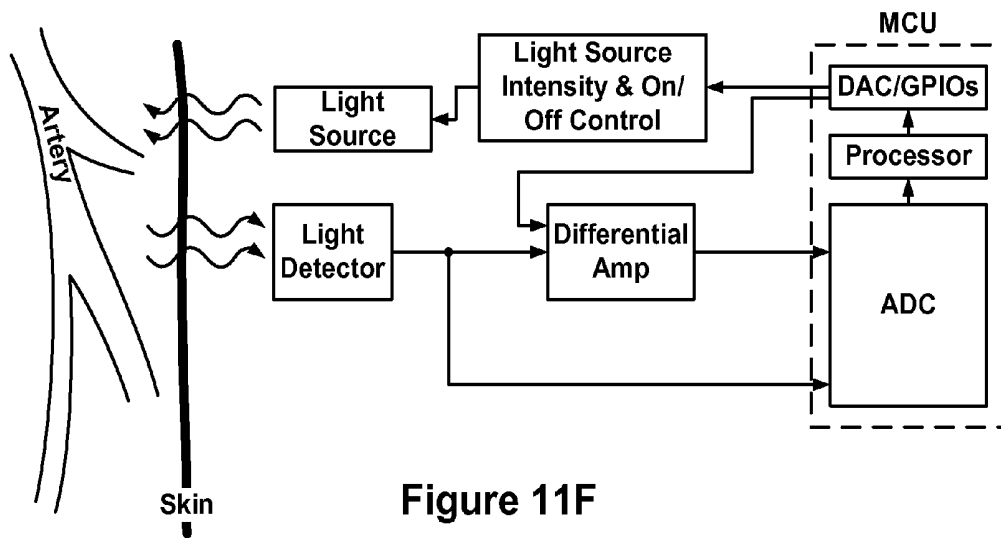 MCU
Light Source
Intensity & On/
Off Control
DAC/GPIOs
Light
Source
Processor
Artery
Light
Detector
Differential
Amp
ADC
Skin
Figure 11F